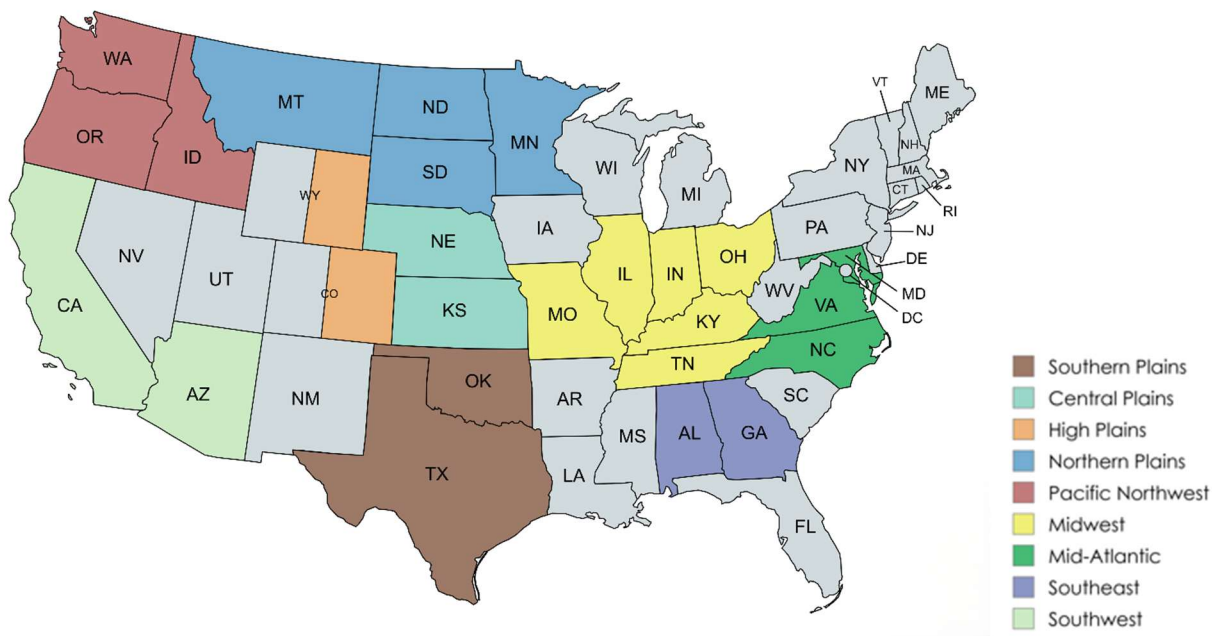 WA
OR
ID
MT
ND
SD
MN
WY
NE
KS
CO
CA
NV
UT
AZ
NM
OK
TX
IA
MO
AR
LA
WI
IL
IN
MI
OH
KY
TN
MS
AL
GA
FL
SC
NC
VA
WV
PA
NY
VT
NH
ME
MA
CT
RI
NJ
DE
MD
DC
Southern Plains
Central Plains
High Plains
Northern Plains
Pacific Northwest
Midwest
Mid-Atlantic
Southeast
Southwest